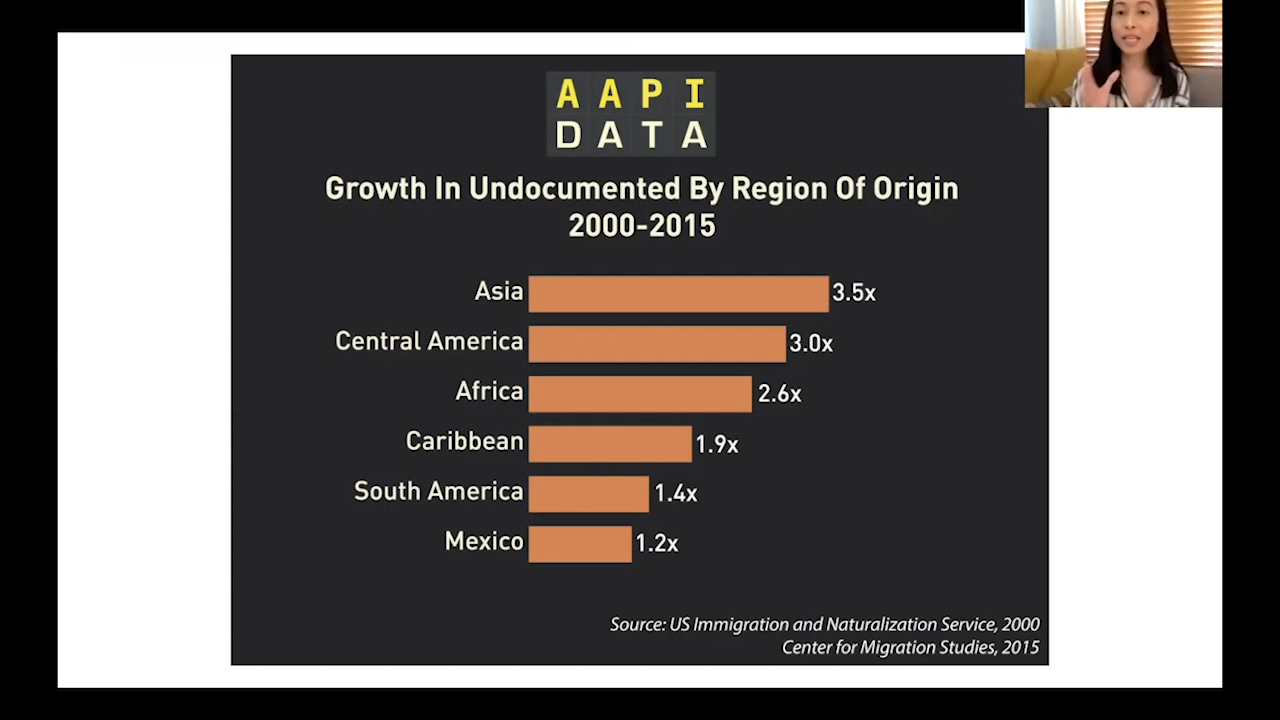 AAPI
DATA
Growth In Undocumented By Region Of Origin
2000-2015
Asia 3.5x
Central America 3.0x
Africa 2.6x
Caribbean 1.9x
South America 1.4x
Mexico 1.2x
Source: US Immigration and Naturalization Service, 2000
Center for Migration Studies, 2015